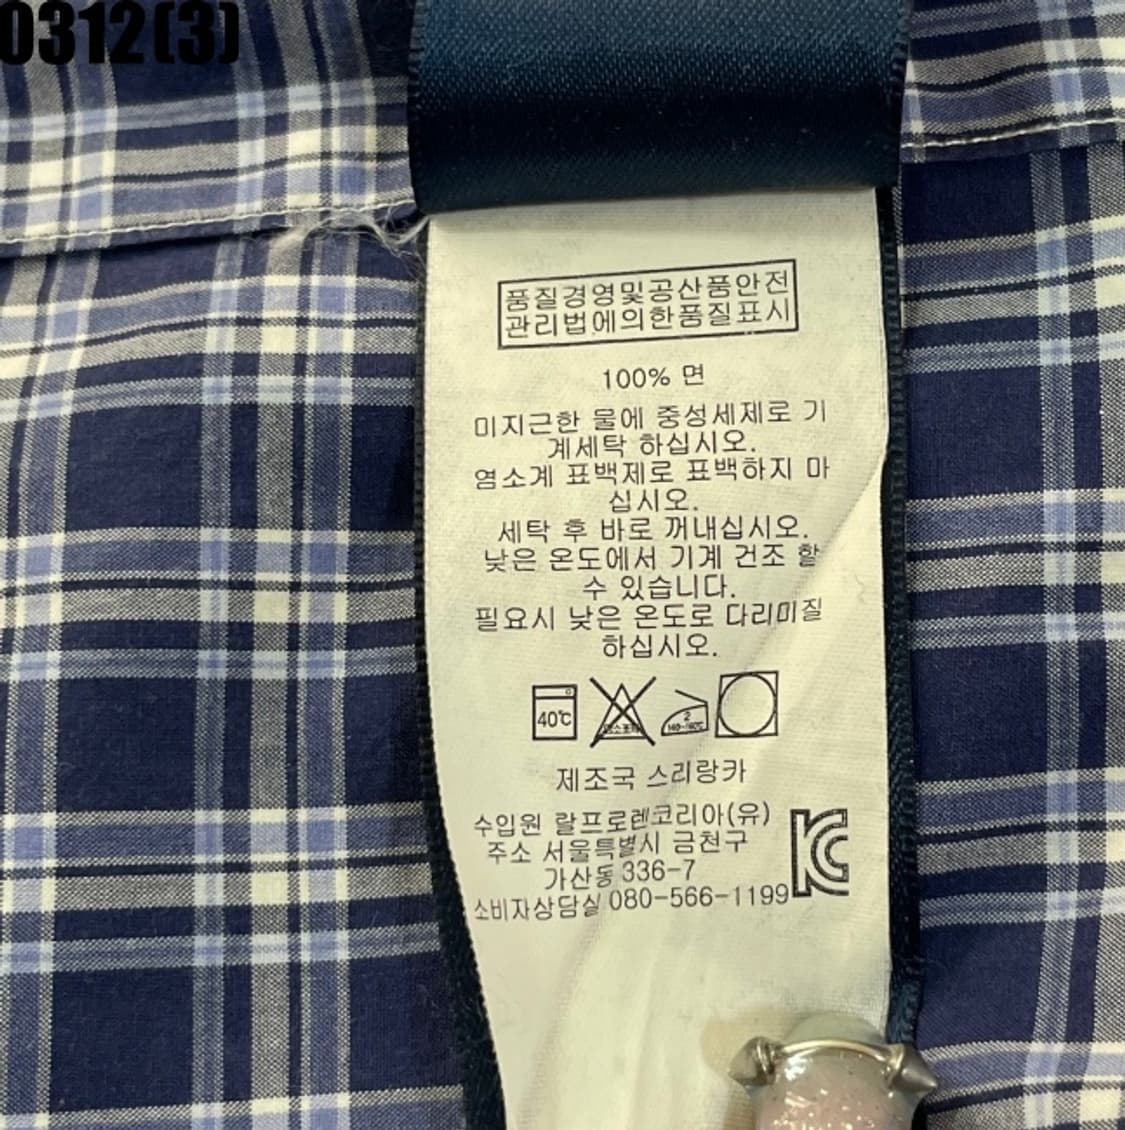 0312(3)
품질경영및공산품안전
관리법에의한품질표시
100% 면
미지근한 물에 중성세제로 기
계세탁 하십시오.
염소계 표백제로 표백하지 마
십시오.
세탁 후 바로 꺼내십시오.
낮은 온도에서 기계 건조 할
수 있습니다.
필요시 낮은 온도로 다리미질
하십시오.
40℃
2
제조국 스리랑카
수입원 랄프로렌코리아(유)
주소 서울특별시 금천구
가산동 336-7
소비자상담실 080-566-1199
KC